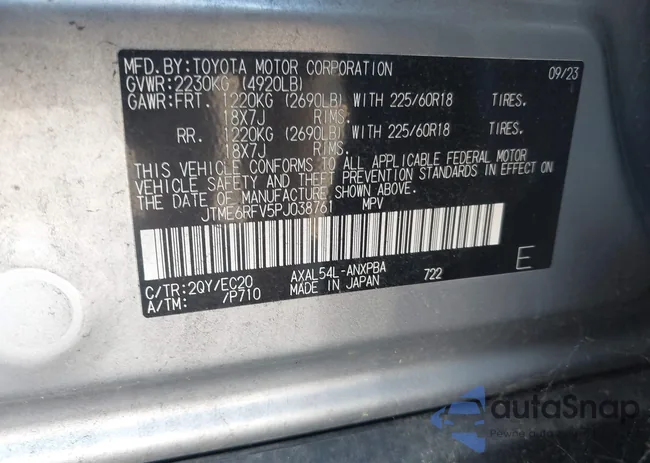 MFD. BY: TOYOTA MOTOR CORPORATION 09/23
GVWR: 2230KG (4920LB)
GAWR: FRT. 1220KG (2690LB) WITH 225/60R18 TIRES.
18X7J RIMS.
RR. 1220KG (2690LB) WITH 225/60R18 TIRES.
18X7J RIMS.
THIS VEHICLE CONFORMS TO ALL APPLICABLE FEDERAL MOTOR
VEHICLE SAFETY AND THEFT PREVENTION STANDARDS IN EFFECT ON
THE DATE OF MANUFACTURE SHOWN ABOVE.
JTME6RFV5PJ038761 MPV
C/TR: 2QY/EC20 AXAL54L-ANXPBA 722 E
A/TM: /P710 MADE IN JAPAN
autaSnap
Pewne auta